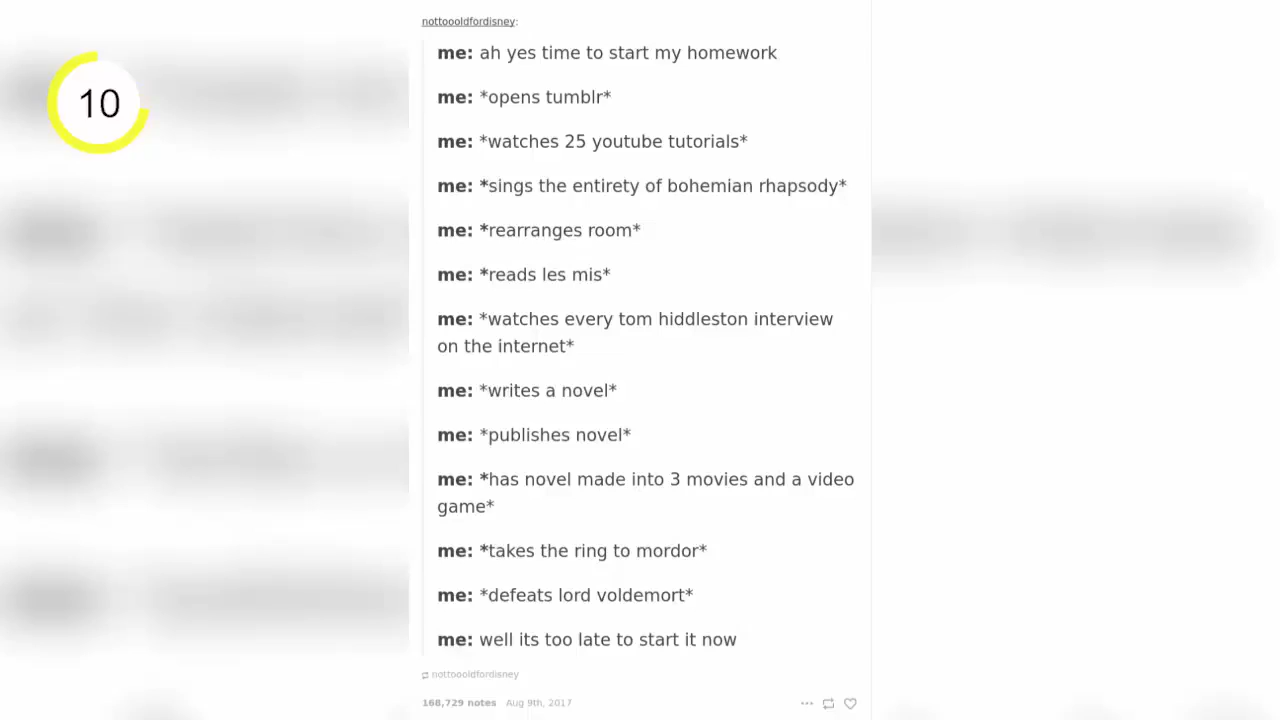 nottoooldfordisney:
10
me: ah yes time to start my homework
me: *opens tumblr*
me: *watches 25 youtube tutorials*
me: *sings the entirety of bohemian rhapsody*
me: *rearranges room*
me: *reads les mis*
me: *watches every tom hiddleston interview
on the internet*
me: *writes a novel*
me: *publishes novel*
me: *has novel made into 3 movies and a video
game*
me: *takes the ring to mordor*
me: *defeats lord voldemort*
me: well its too late to start it now
nottoooldfordisney
168,729 notes Aug 9th, 2017